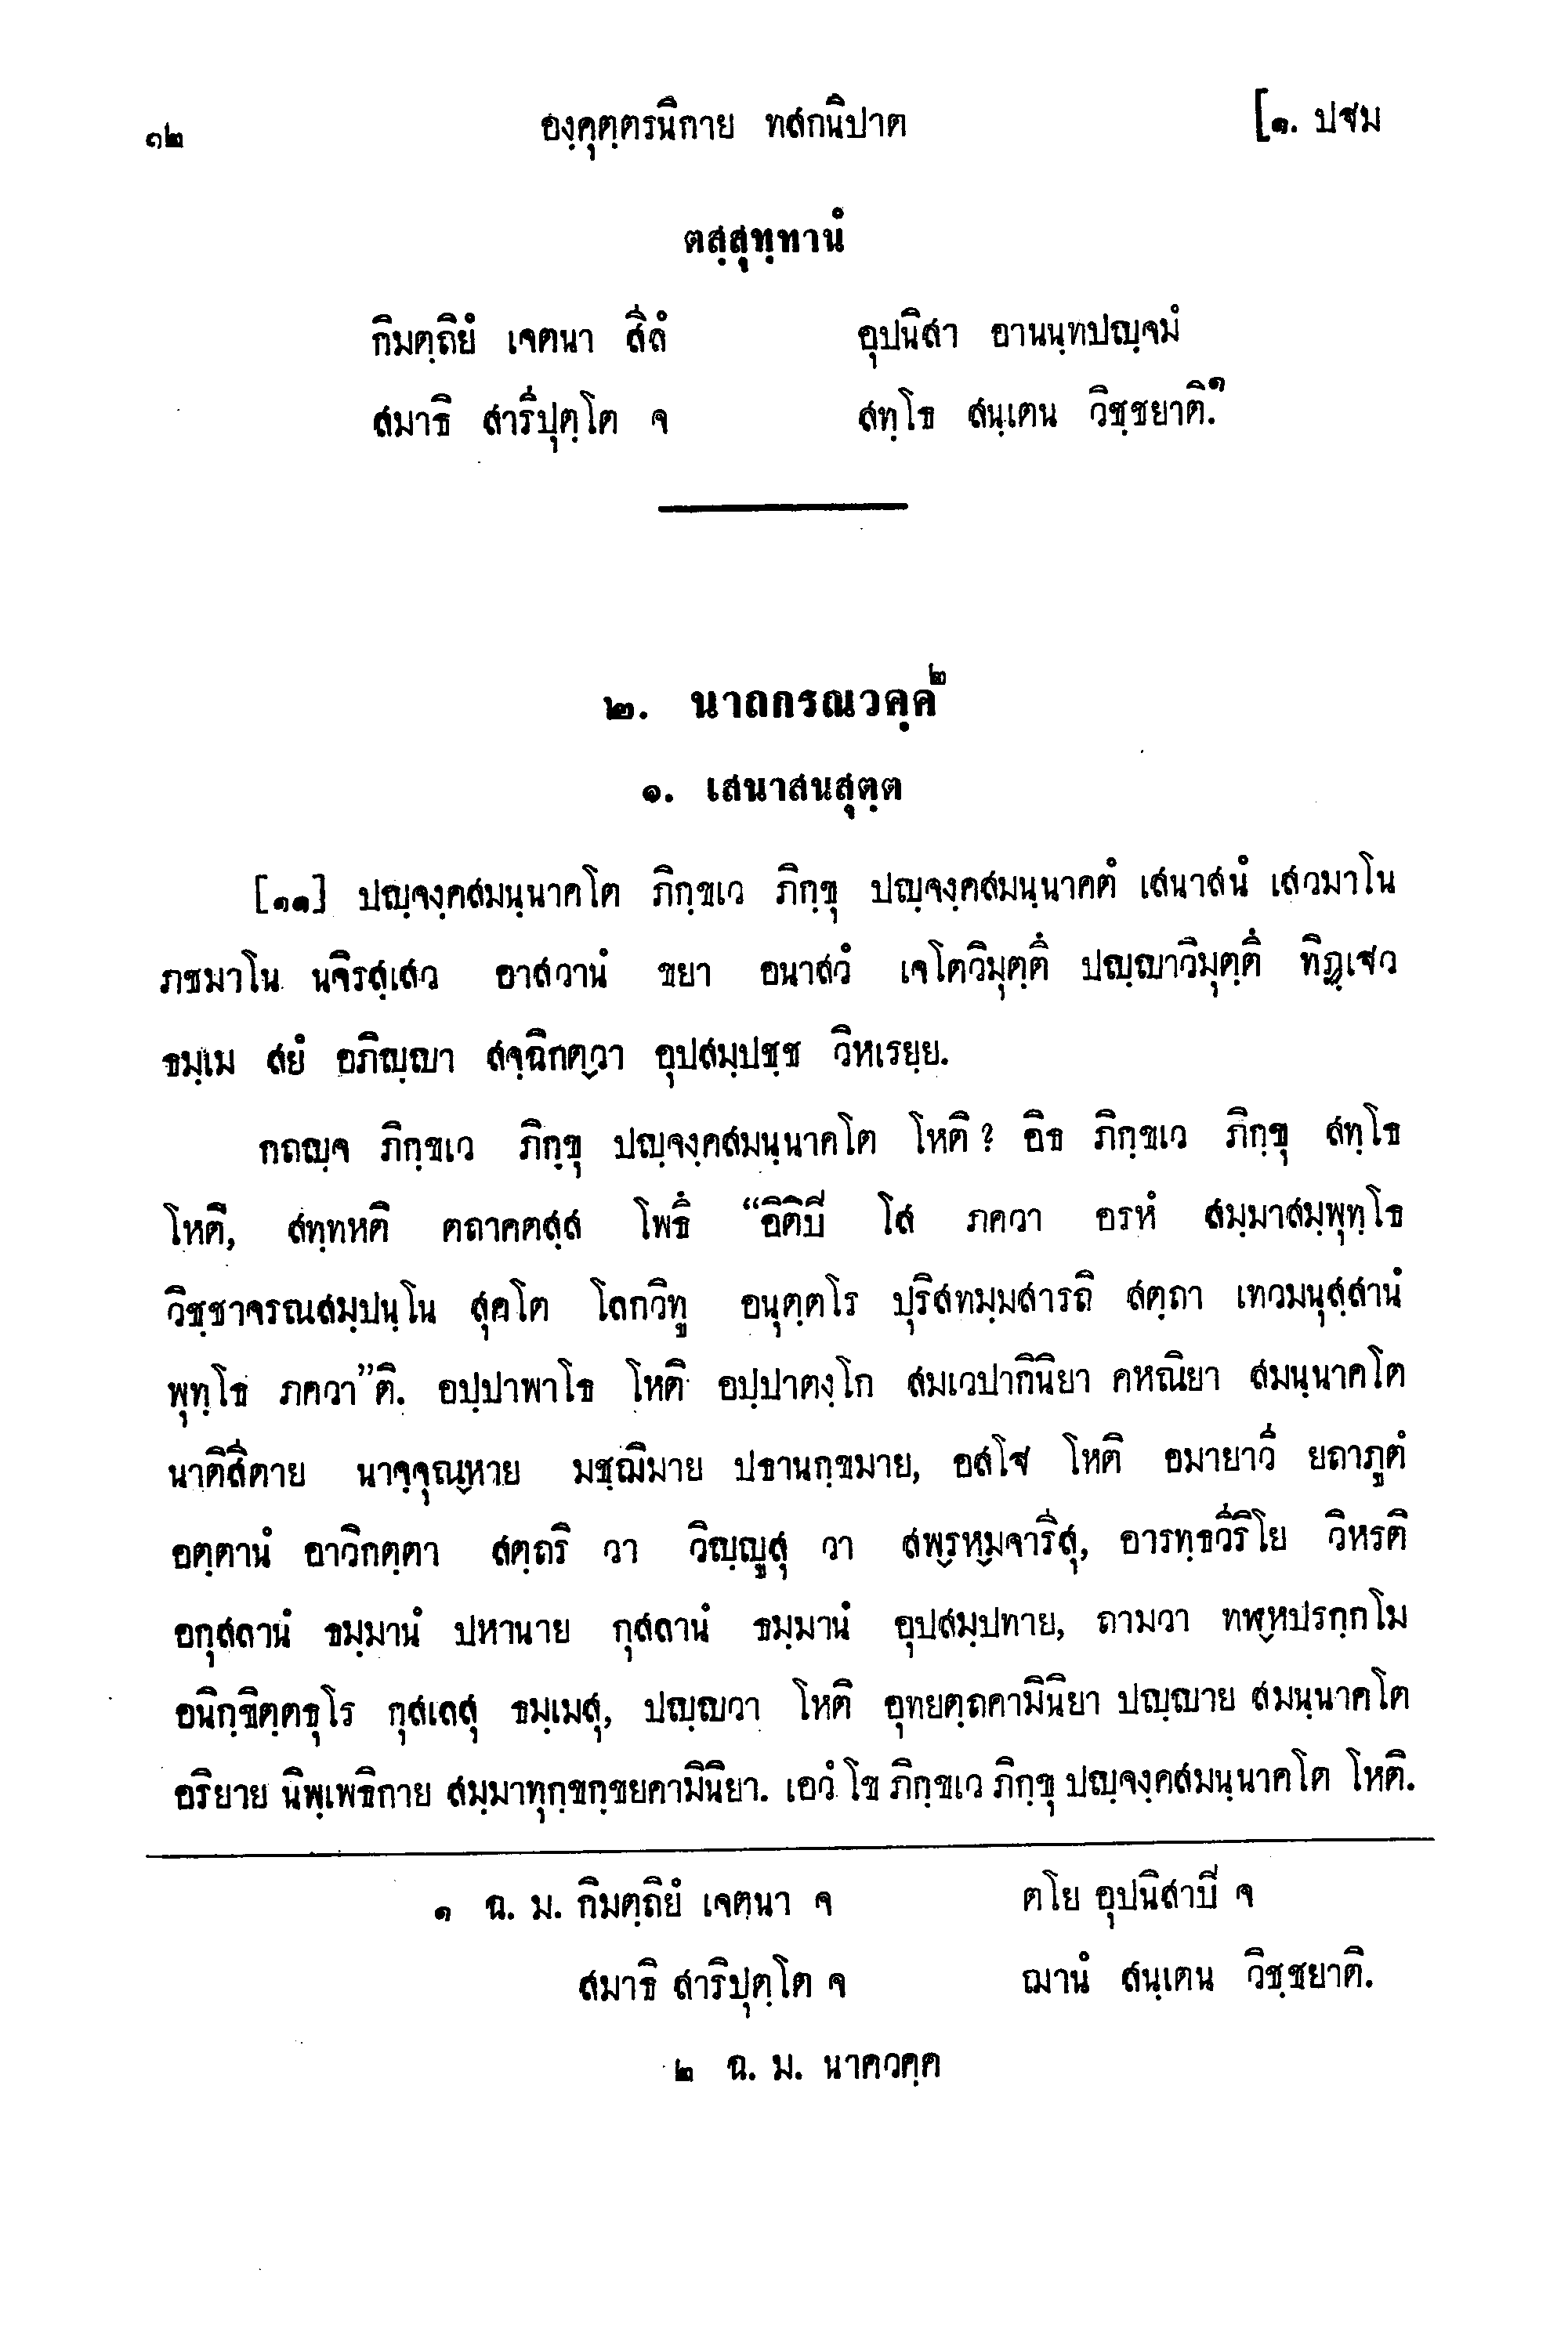 ๑๒ องฺคุตฺตรนิกาย ทสกนิปาต [๑. ปฐม
ตสฺสุทฺทานํ
กิมตฺถิยํ เจตนา สีลํ อุปนิสา อานนฺทปญฺจมํ
สมาธิ สารีปุตฺโต จ สทฺโธ สนฺเตน วิชฺชยาติ.๑
๒. นาถกรณวคฺค๒
๑. เสนาสนสุตฺต
[๑๑] ปญฺจงฺคสมนฺนาคโต ภิกฺขเว ภิกฺขุ ปญฺจงฺคสมนฺนาคตํ เสนาสนํ เสวมาโน
ภชมาโน นจิรสฺเสว อาสวานํ ขยา อนาสวํ เจโตวิมุตฺตึ ปญฺญาวิมุตฺตึ ทิฏฺเฐว
ธมฺเม สยํ อภิญฺญา สจฺฉิกตฺวา อุปสมฺปชฺช วิหเรยฺย.
กถญฺจ ภิกฺขเว ภิกฺขุ ปญฺจงฺคสมนฺนาคโต โหติ? อิธ ภิกฺขเว ภิกฺขุ สทฺโธ
โหติ, สทฺทหติ ตถาคตสฺส โพธึ “อิติปิ โส ภควา อรหํ สมฺมาสมฺพุทฺโธ
วิชฺชาจรณสมฺปนฺโน สุคโต โลกวิทู อนุตฺตโร ปุริสทมฺมสารถิ สตฺถา เทวมนุสฺสานํ
พุทฺโธ ภควา”ติ. อปฺปาพาโธ โหติ อปฺปาตงฺโก สมเวปากินิยา คหณิยา สมนฺนาคโต
นาติสีตาย นาจฺจุณฺหาย มชฺฌิมาย ปธานกฺขมาย, อสโฐ โหติ อมายาวี ยถาภูตํ
อตฺตานํ อาวิกตฺตา สตฺถริ วา วิญฺญูสุ วา สพฺรหฺมจารีสุ, อารทฺธวีริโย วิหรติ
อกุสลานํ ธมฺมานํ ปหานาย กุสลานํ ธมฺมานํ อุปสมฺปทาย, ถามวา ทฬฺหปรกฺกโม
อนิกฺขิตฺตธุโร กุสเลสุ ธมฺเมสุ, ปญฺญวา โหติ อุทยตฺถคามินิยา ปญฺญาย สมนฺนาคโต
อริยาย นิพฺเพธิกาย สมฺมาทุกฺขกฺขยคามินิยา. เอวํ โข ภิกฺขเว ภิกฺขุ ปญฺจงฺคสมนฺนาคโต โหติ.
๑ ฉ. ม. กิมตฺถิยํ เจตนา จ ตโย อุปนิสาปิ จ
สมาธิ สาริปุตฺโต จ ฌานํ สนฺเตน วิชฺชยาติ.
๒ ฉ. ม. นาควคฺค